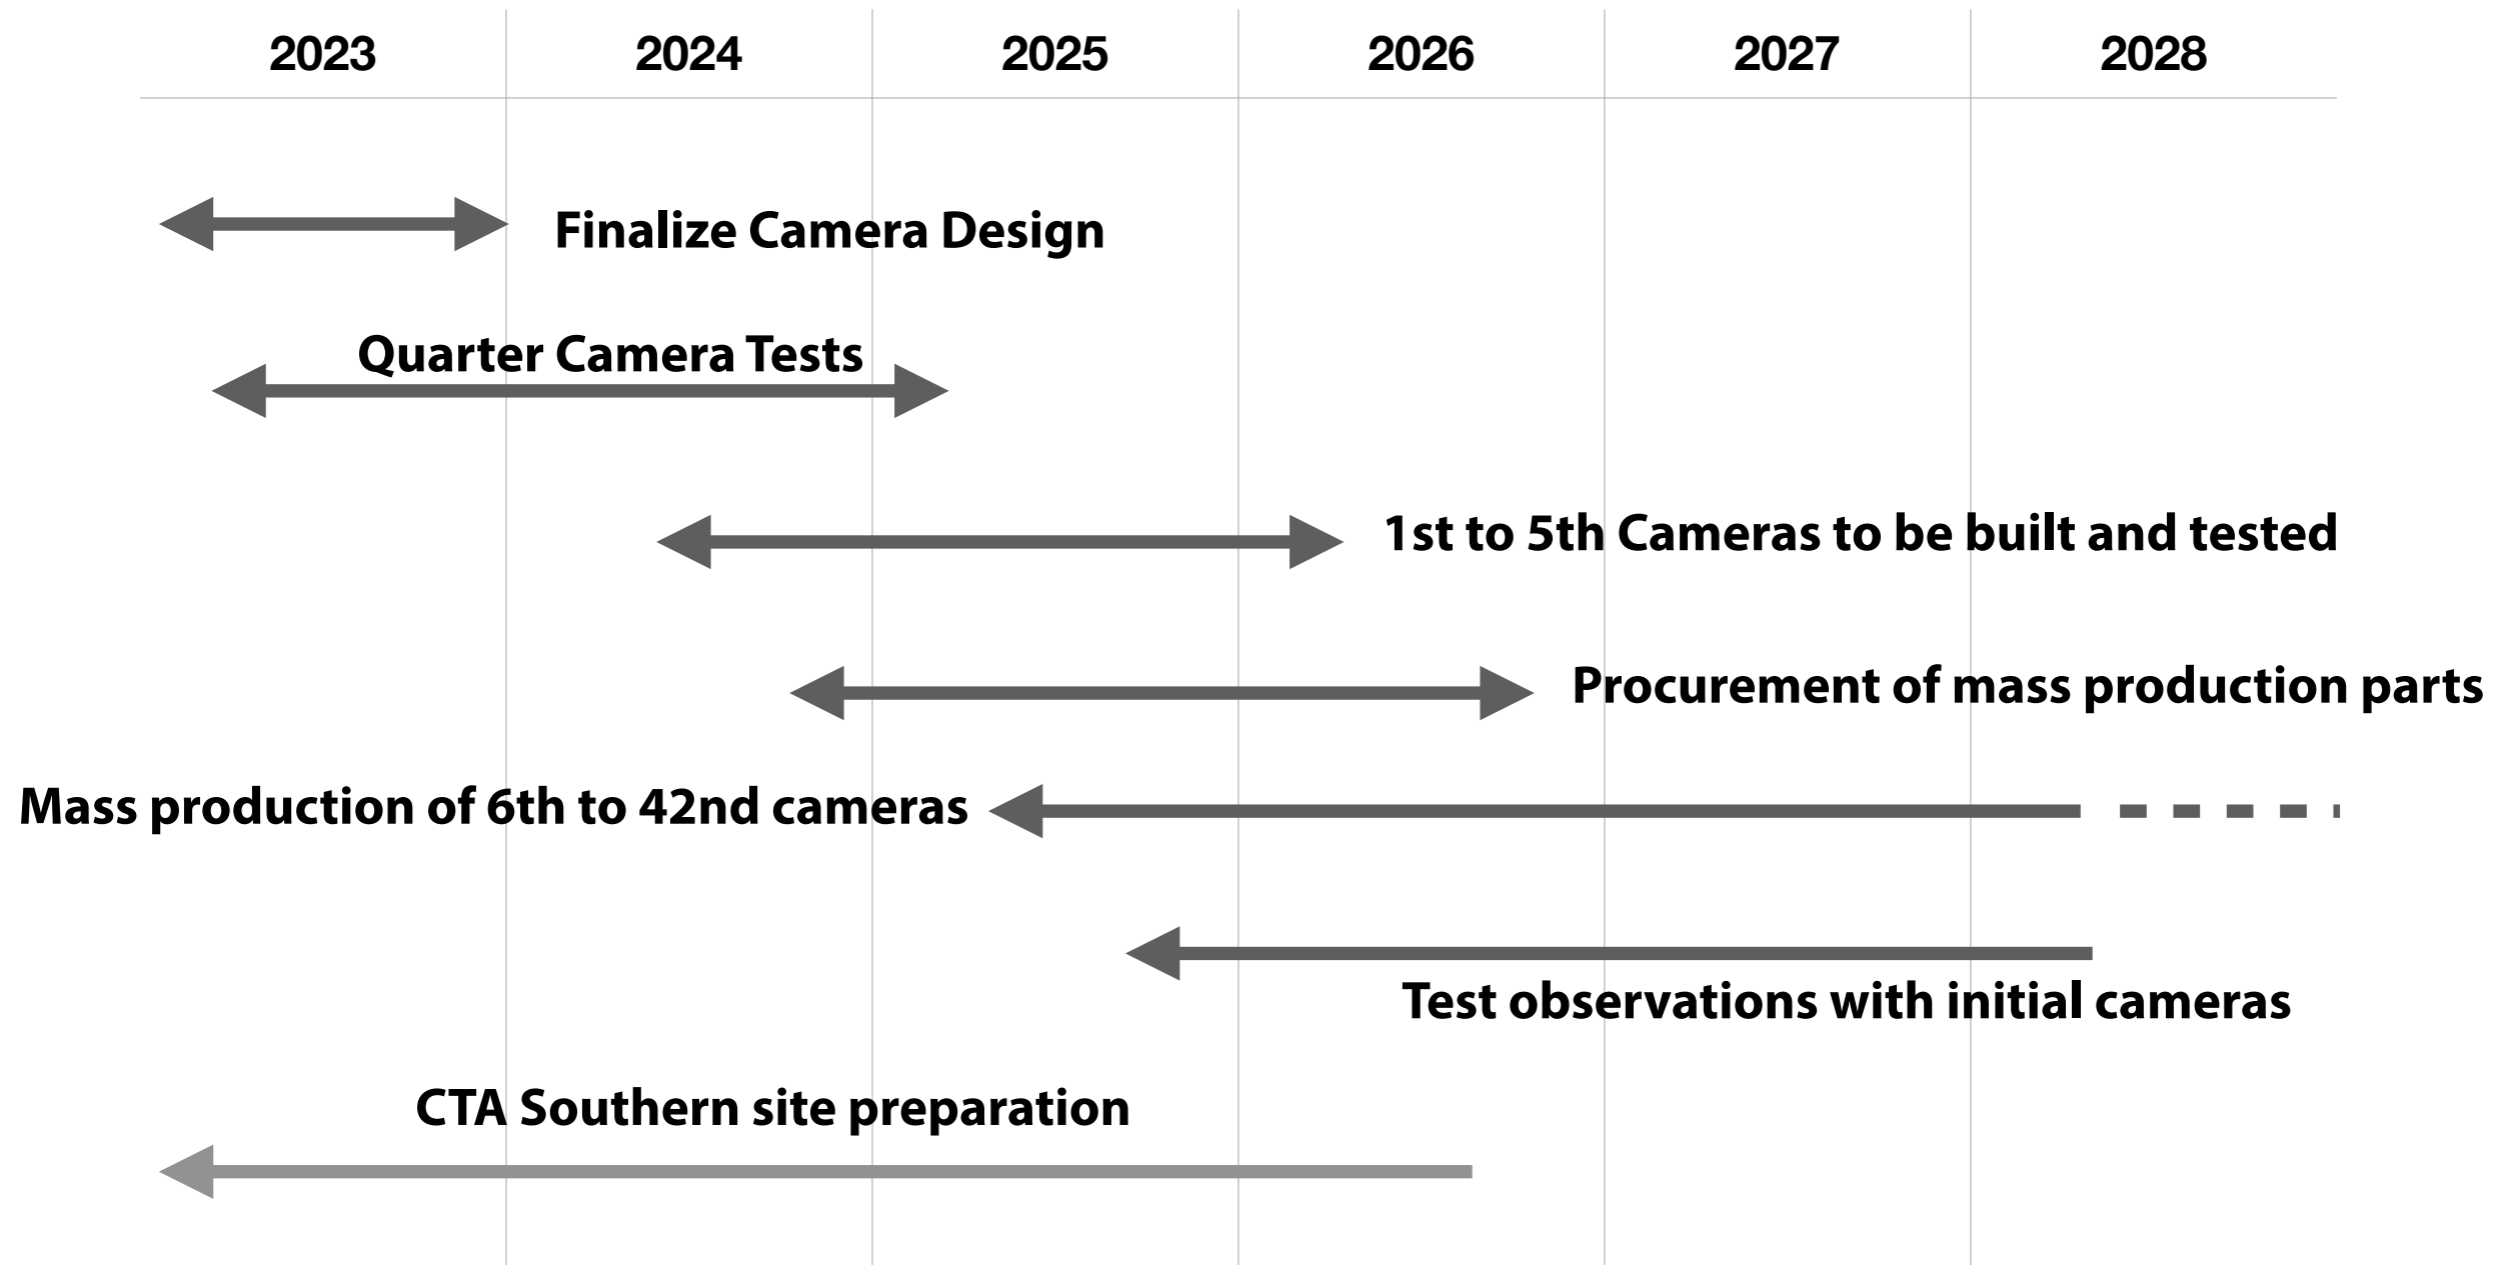 2023 2024 2025 2026 2027 2028
Finalize Camera Design
Quarter Camera Tests
1st to 5th Cameras to be built and tested
Procurement of mass production parts
Mass production of 6th to 42nd cameras
Test observations with initial cameras
CTA Southern site preparation